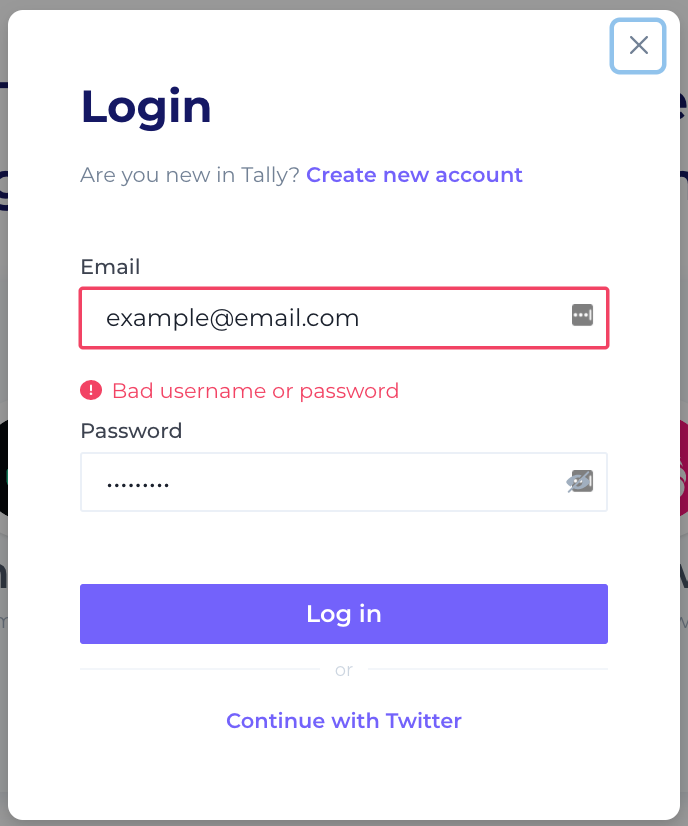 Login
Are you new in Tally? Create new account
Email
example@email.com
Bad username or password
Password
•••••••••
Log in
or
Continue with Twitter